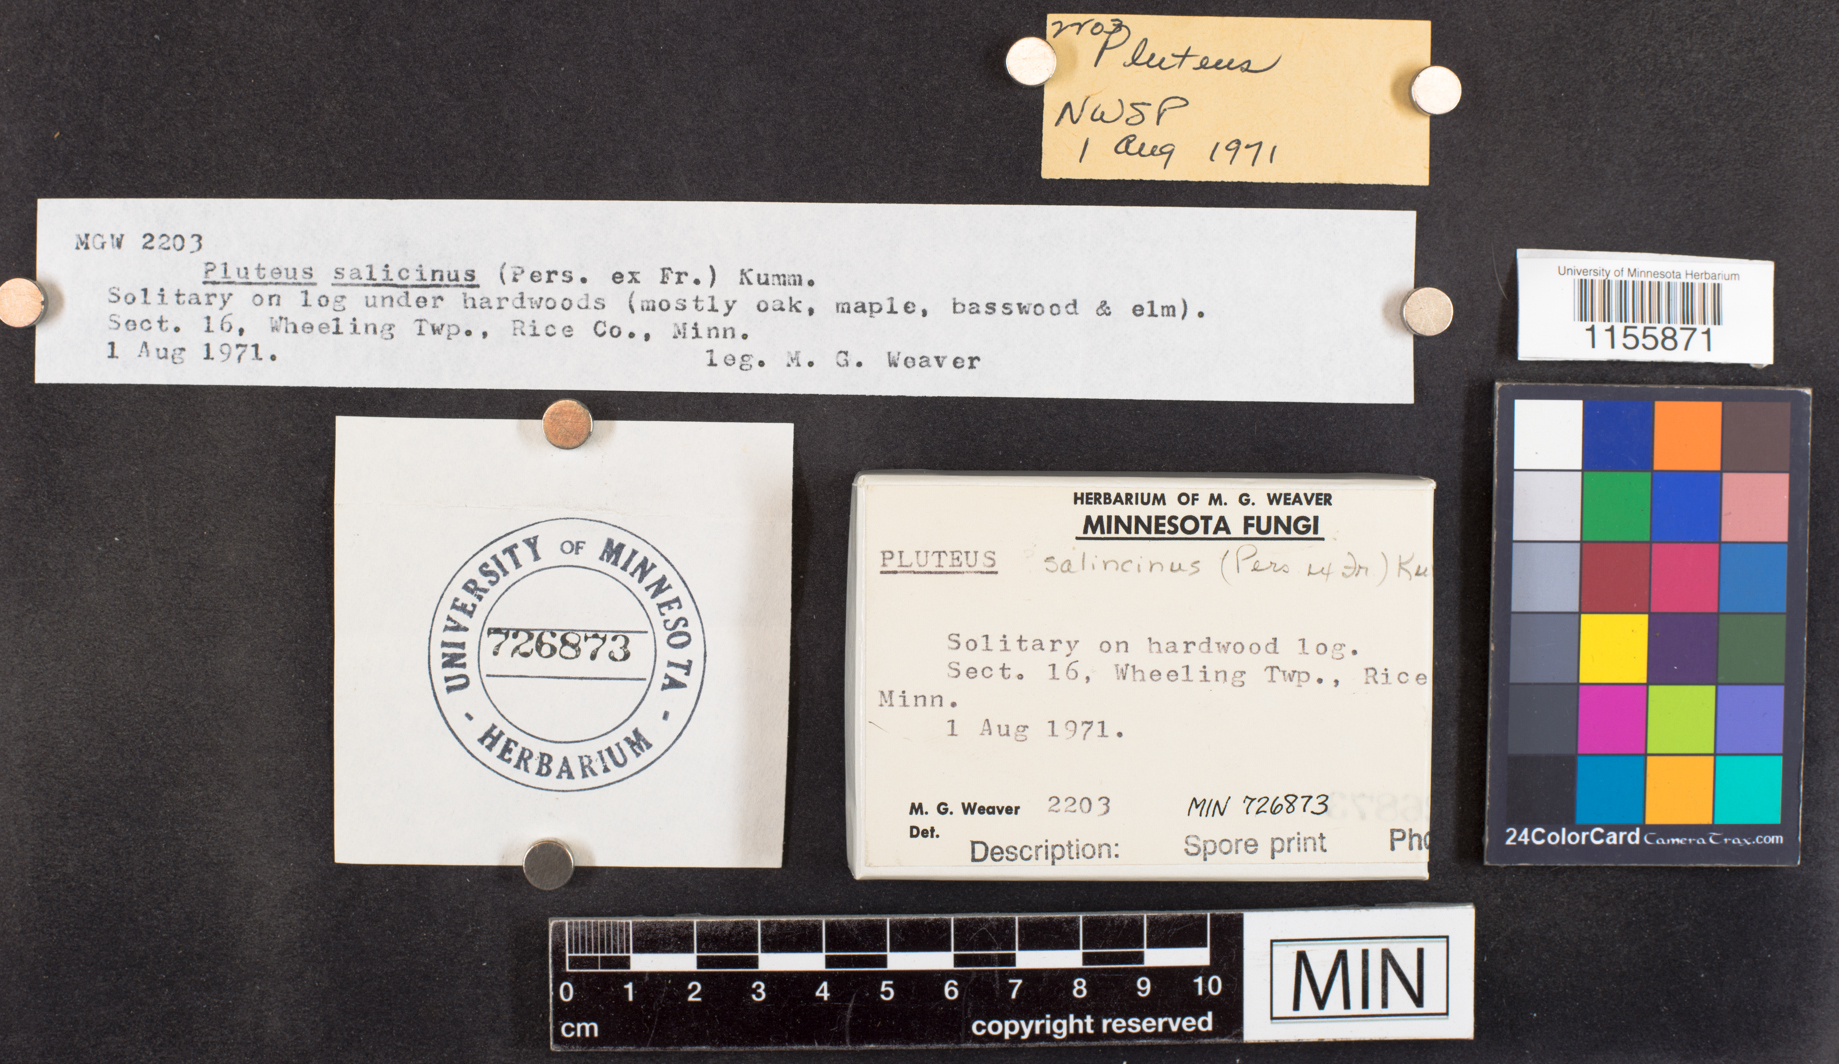 2203
Pluteus
NWSP
1 Aug 1971
MGW 2203
Pluteus salicinus (Pers. ex Fr.) Kumm.
Solitary on log under hardwoods (mostly oak, maple, basswood & elm).
Sect. 16, Wheeling Twp., Rice Co., Minn.
1 Aug 1971. leg. M. G. Weaver
University of Minnesota Herbarium
1155871
UNIVERSITY OF MINNESOTA
726873
- HERBARIUM -
HERBARIUM OF M. G. WEAVER
MINNESOTA FUNGI
PLUTEUS salincinus (Pers ex Fr.) Ku
Solitary on hardwood log.
Sect. 16, Wheeling Twp., Rice
Minn.
1 Aug 1971.
M. G. Weaver 2203 MIN 726873
Det.
Description: Spore print Pho
24ColorCard CameraTrax.com
0 1 2 3 4 5 6 7 8 9 10
cm copyright reserved
MIN